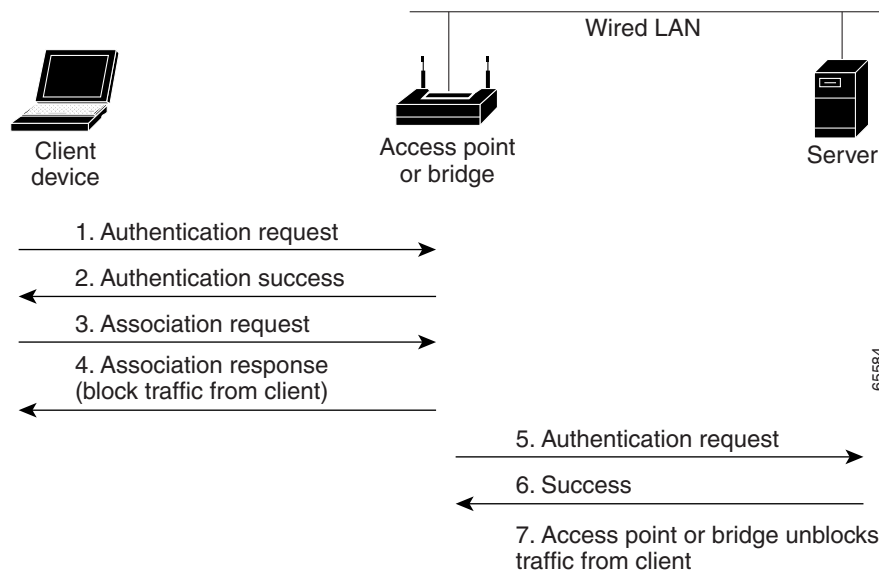 Wired LAN
Client
device
Access point
or bridge
Server
1. Authentication request
2. Authentication success
3. Association request
4. Association response
(block traffic from client)
65584
5. Authentication request
6. Success
7. Access point or bridge unblocks
traffic from client